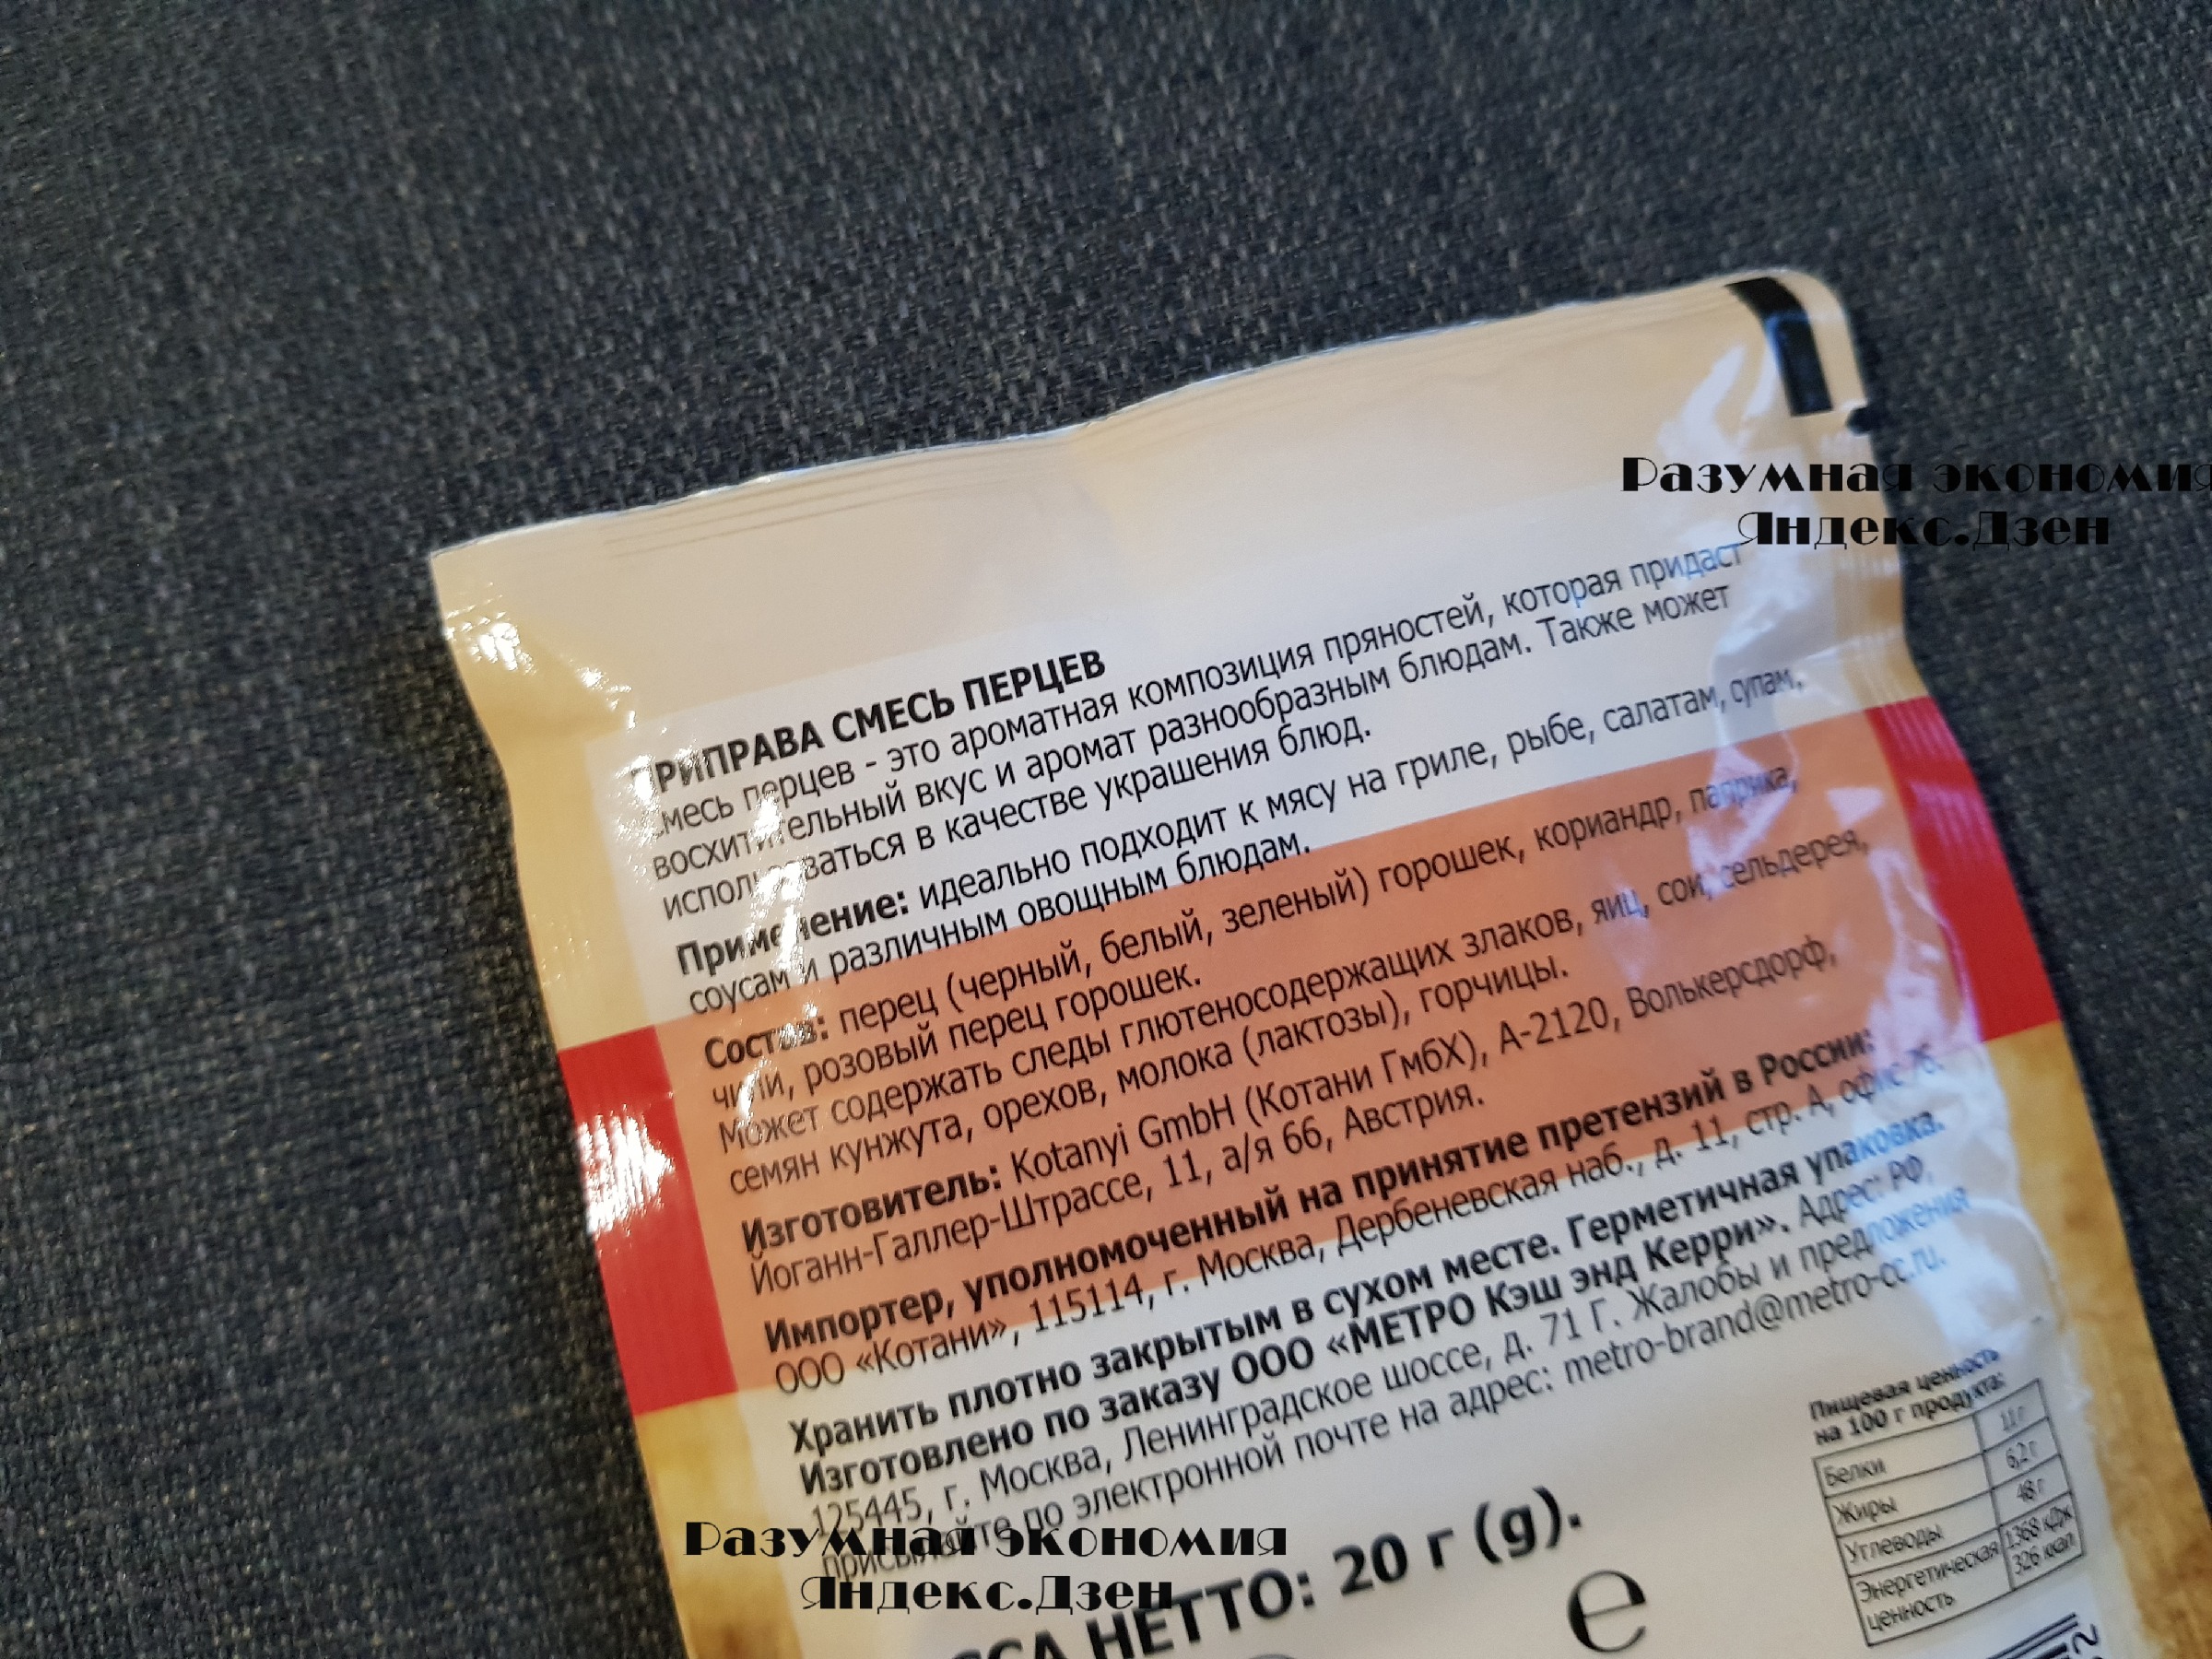 Разумная экономия
Яндекс.Дзен
ПРИПРАВА СМЕСЬ ПЕРЦЕВ
Смесь перцев - это ароматная композиция пряностей, которая придаст
восхитительный вкус и аромат разнообразным блюдам. Также может
использоваться в качестве украшения блюд.
Применение: идеально подходит к мясу на гриле, рыбе, салатам, супам,
соусам и различным овощным блюдам.
Состав: перец (черный, белый, зеленый) горошек, кориандр, паприка,
чили, розовый перец горошек.
Может содержать следы глютеносодержащих злаков, яиц, сои, сельдерея,
семян кунжута, орехов, молока (лактозы), горчицы.
Изготовитель: Kotanyi GmbH (Котани ГмбХ), А-2120, Волькерсдорф,
Йоганн-Галлер-Штрассе, 11, а/я 66, Австрия.
Импортер, уполномоченный на принятие претензий в России:
ООО «Котани», 115114, г. Москва, Дербеневская наб., д. 11, стр. А, офис 76.
Хранить плотно закрытым в сухом месте. Герметичная упаковка.
Изготовлено по заказу ООО «МЕТРО Кэш энд Керри». Адрес: РФ,
125445, г. Москва, Ленинградское шоссе, д. 71 Г. Жалобы и предложения
присылайте по электронной почте на адрес: metro-brand@metro-cc.ru.
Пищевая ценность
на 100 г продукта:
Белки 11 г
Жиры 6,2 г
Углеводы 48 г
Энергетическая 1368 кДж
ценность 326 ккал
НЕТТО: 20 г (g).
e
Разумная экономия
Яндекс.Дзен